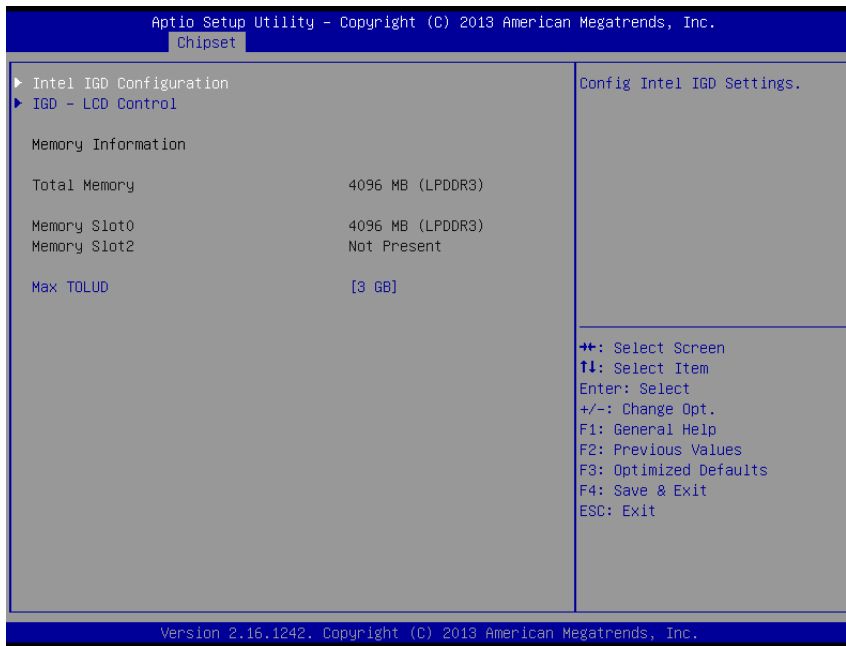 Aptio Setup Utility – Copyright (C) 2013 American Megatrends, Inc.
Chipset
▶ Intel IGD Configuration
▶ IGD – LCD Control
Memory Information
Total Memory 4096 MB (LPDDR3)
Memory Slot0 4096 MB (LPDDR3)
Memory Slot2 Not Present
Max TOLUD [3 GB]
Config Intel IGD Settings.
→←: Select Screen
↑↓: Select Item
Enter: Select
+/–: Change Opt.
F1: General Help
F2: Previous Values
F3: Optimized Defaults
F4: Save & Exit
ESC: Exit
Version 2.16.1242. Copyright (C) 2013 American Megatrends, Inc.